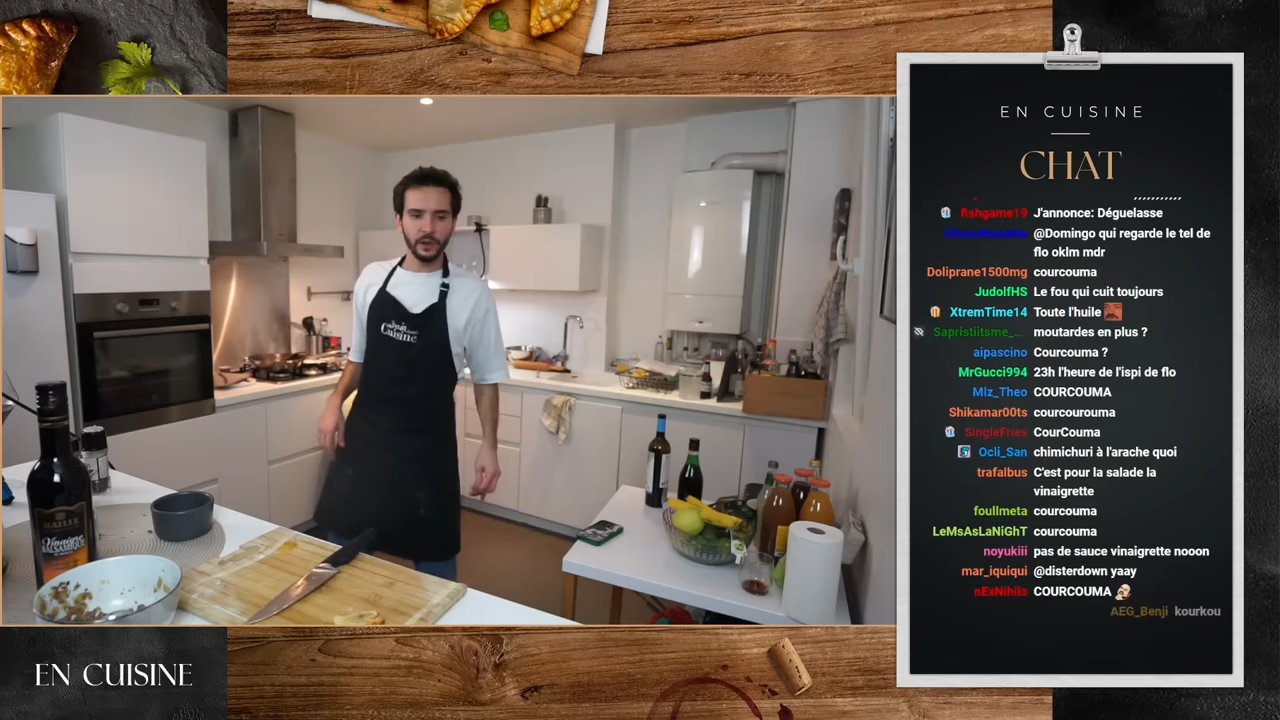 EN CUISINE
CHAT
fishgame19 J'annonce: Déguelasse
@Domingo qui regarde le tel de
flo oklm mdr
Doliprane1500mg courcouma
JudolfHS Le fou qui cuit toujours
XtremTime14 Toute l'huile
Sapristiitsme_... moutardes en plus ?
aipascino Courcouma ?
MrGucci994 23h l'heure de l'ispi de flo
Mlz_Theo COURCOUMA
Shikamar00ts courcourouma
SingleFries CourCouma
Ocli_San chimichuri à l'arache quoi
trafalbus C'est pour la salade la
vinaigrette
foullmeta courcouma
LeMsAsLaNiGhT courcouma
noyukiii pas de sauce vinaigrette nooon
mar_iquiqui @disterdown yaay
nExNihilo COURCOUMA
AEG_Benji kourkou
Cuisine
MAILLE
Vinaigre
BALSAMIQUE
EN CUISINE